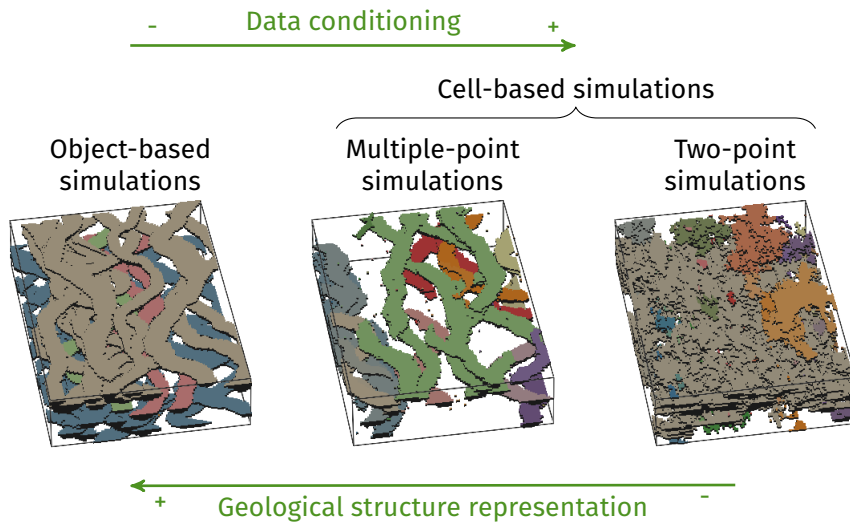 Data conditioning
- +
Cell-based simulations
Object-based
simulations
Multiple-point
simulations
Two-point
simulations
+ -
Geological structure representation